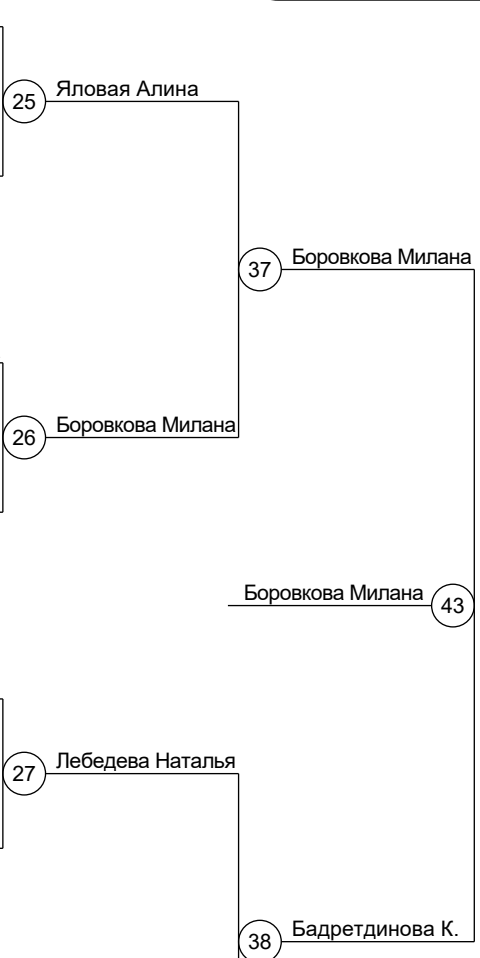 25 Яловая Алина
37 Боровкова Милана
26 Боровкова Милана
Боровкова Милана 43
27 Лебедева Наталья
38 Бадретдинова К.